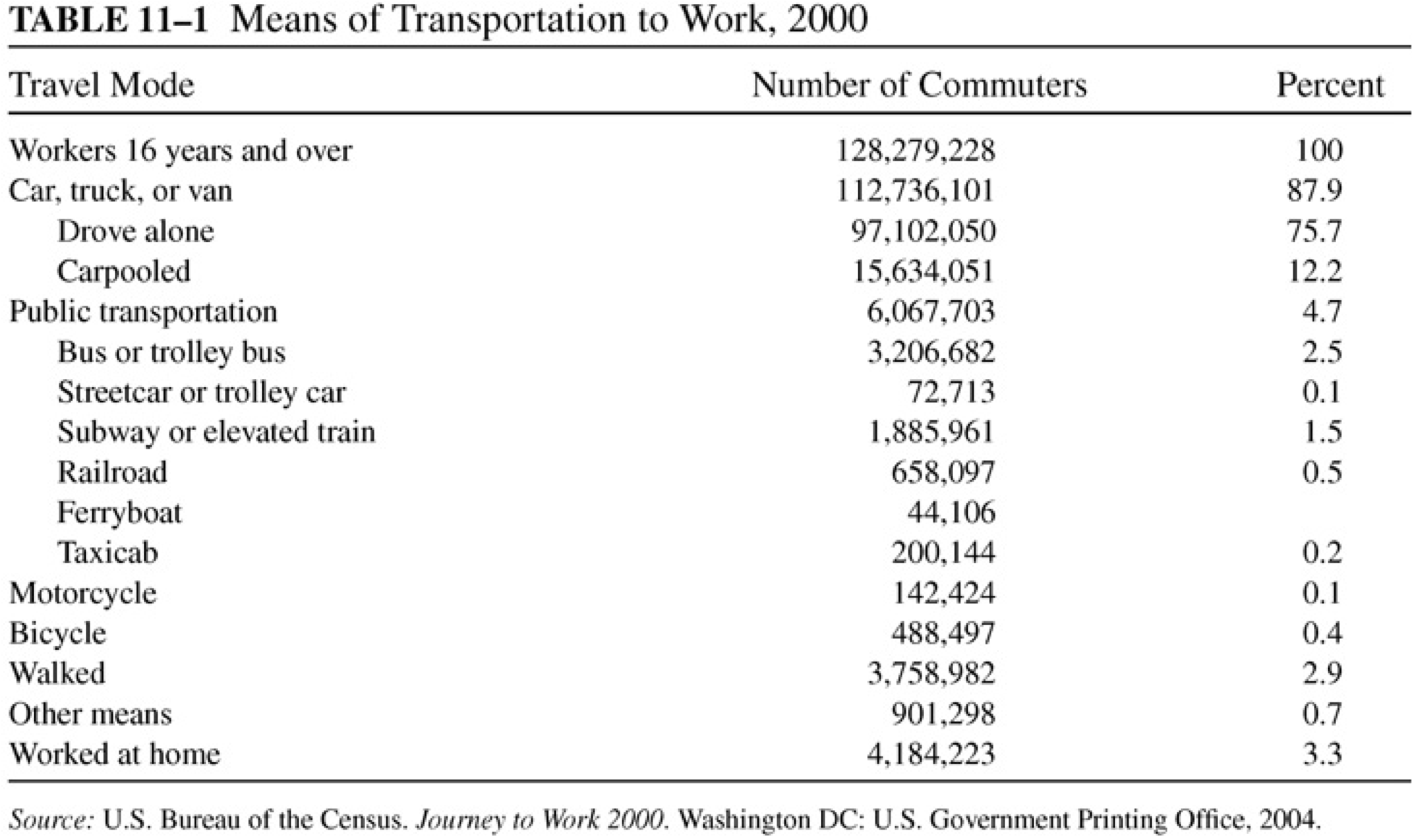 TABLE 11–1 Means of Transportation to Work, 2000
Travel Mode Number of Commuters Percent
Workers 16 years and over 128,279,228 100
Car, truck, or van 112,736,101 87.9
Drove alone 97,102,050 75.7
Carpooled 15,634,051 12.2
Public transportation 6,067,703 4.7
Bus or trolley bus 3,206,682 2.5
Streetcar or trolley car 72,713 0.1
Subway or elevated train 1,885,961 1.5
Railroad 658,097 0.5
Ferryboat 44,106
Taxicab 200,144 0.2
Motorcycle 142,424 0.1
Bicycle 488,497 0.4
Walked 3,758,982 2.9
Other means 901,298 0.7
Worked at home 4,184,223 3.3
Source: U.S. Bureau of the Census. Journey to Work 2000. Washington DC: U.S. Government Printing Office, 2004.